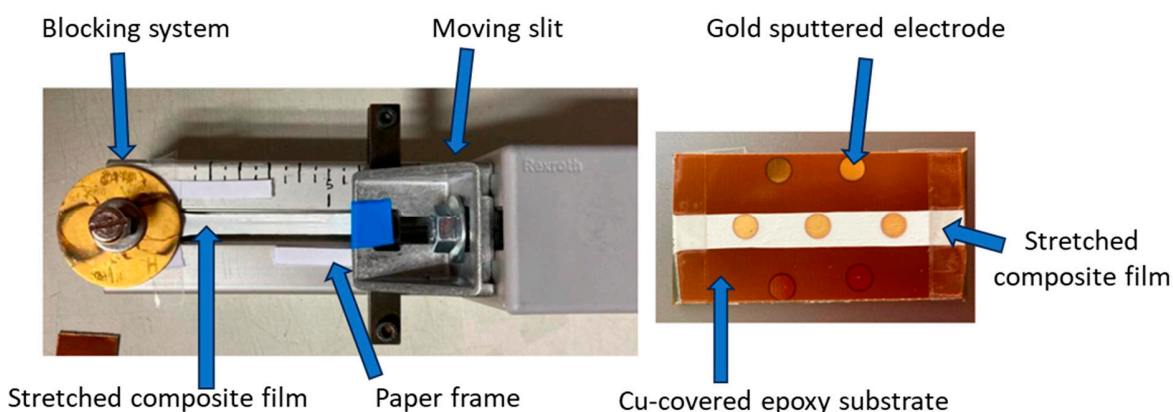 Blocking system
Moving slit
Gold sputtered electrode
Rexroth
5
Stretched
composite film
Stretched composite film
Paper frame
Cu-covered epoxy substrate